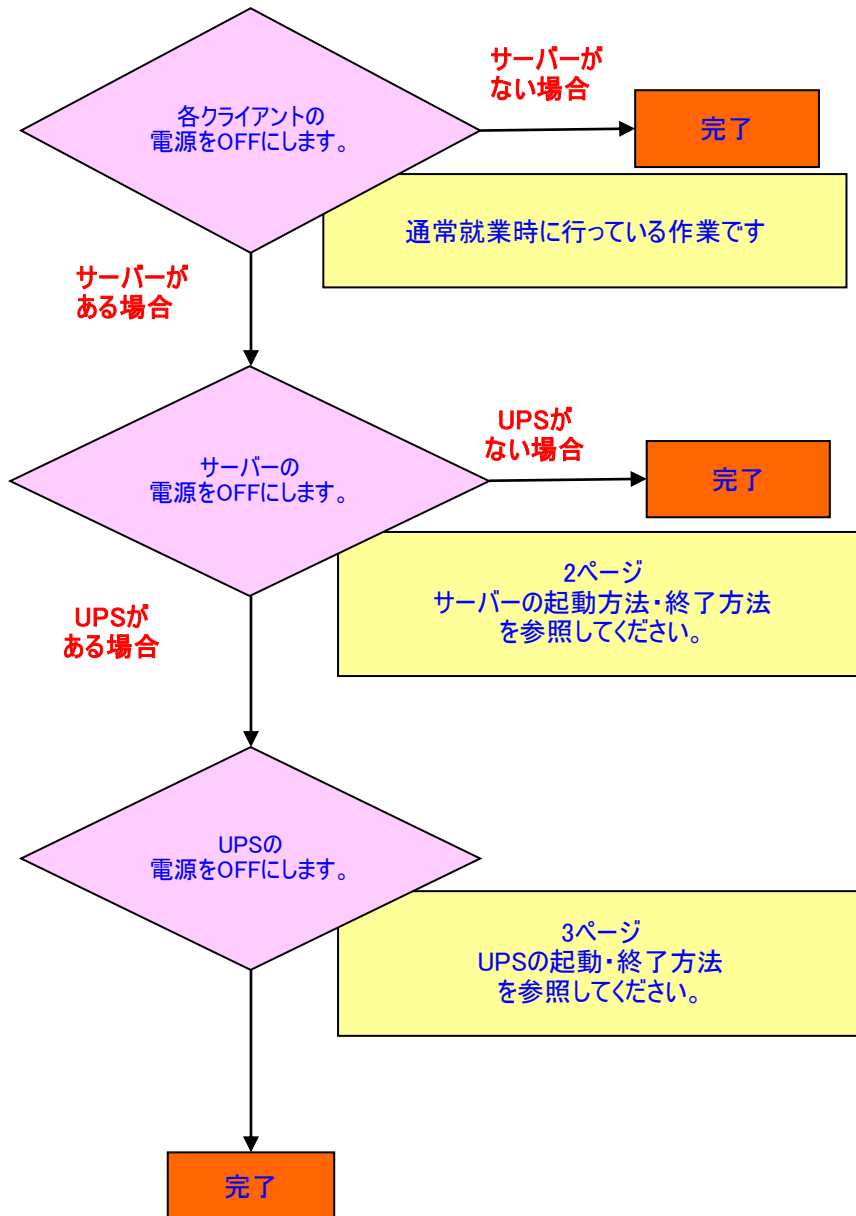 サーバーが
ない場合
各クライアントの
電源をOFFにします。
完了
通常就業時に行っている作業です
サーバーが
ある場合
UPSが
ない場合
サーバーの
電源をOFFにします。
完了
2ページ
サーバーの起動方法・終了方法
を参照してください。
UPSが
ある場合
UPSの
電源をOFFにします。
3ページ
UPSの起動・終了方法
を参照してください。
完了